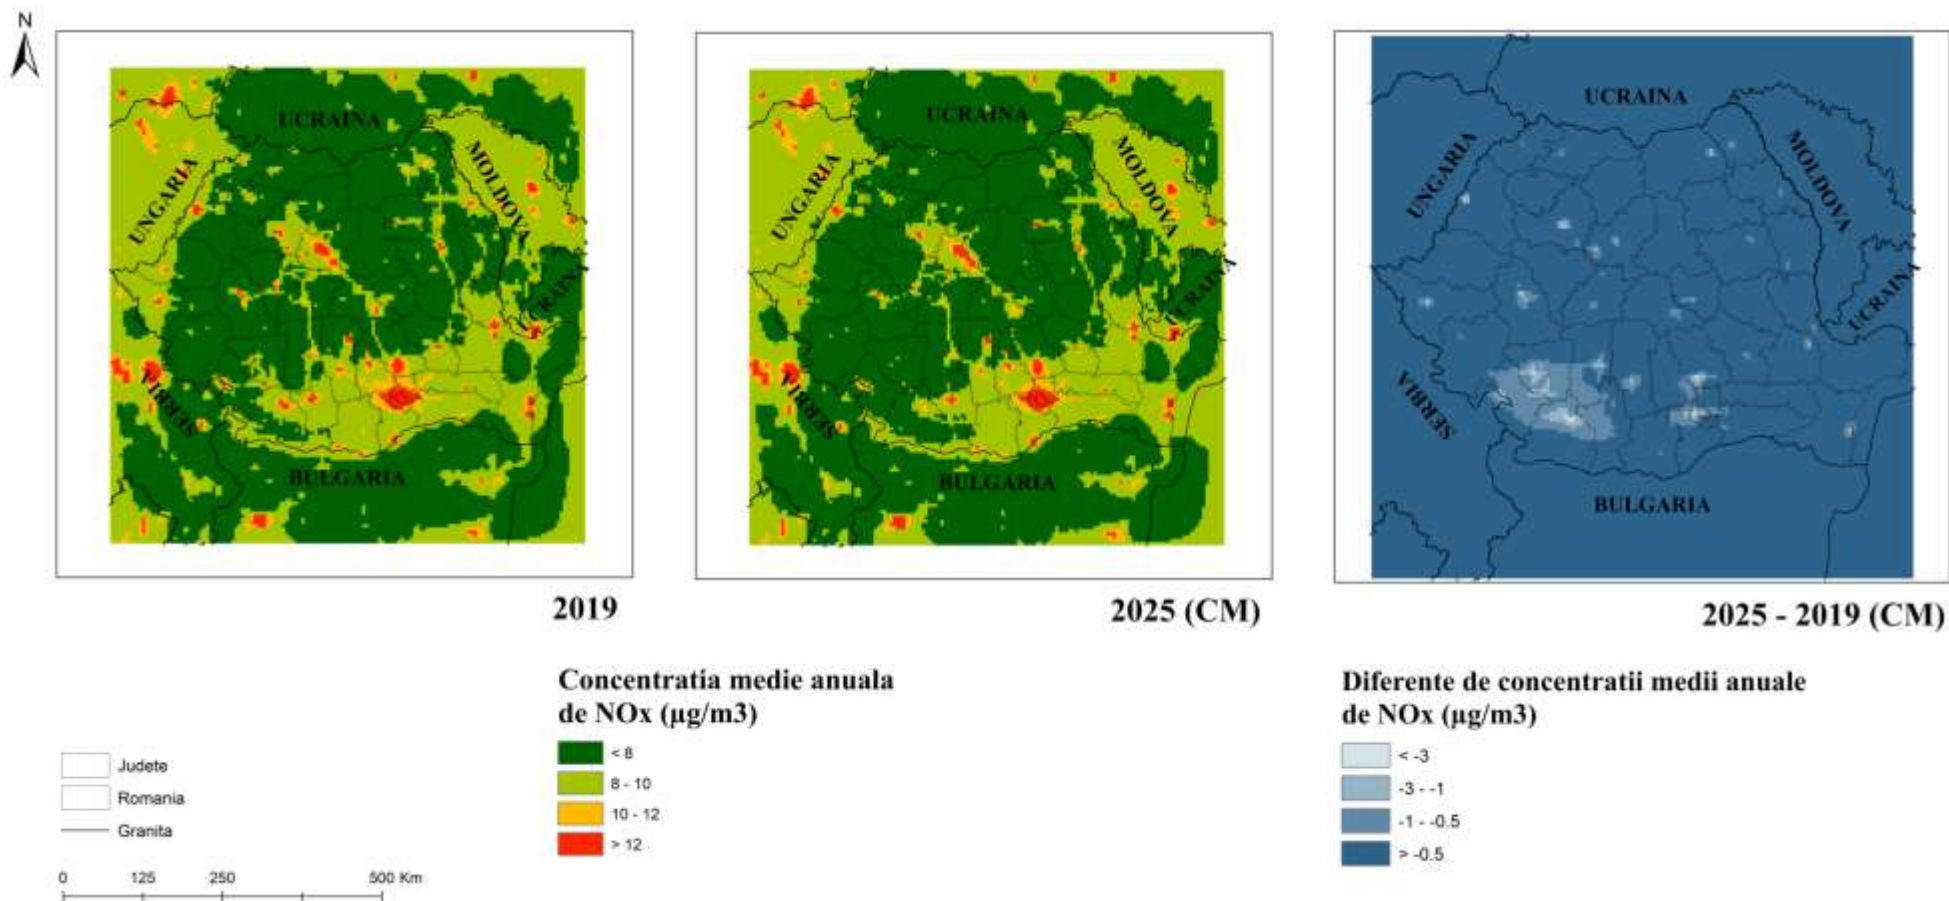 N
UCRAINA
UNGARIA
MOLDOVA
UCRAINA
SERBIA
BULGARIA
2019
UCRAINA
UNGARIA
MOLDOVA
UCRAINA
SERBIA
BULGARIA
2025 (CM)
UCRAINA
UNGARIA
MOLDOVA
UCRAINA
SERBIA
BULGARIA
2025 - 2019 (CM)
Judete
Romania
Granita
0 125 250 500 Km
Concentratia medie anuala
de NOx (µg/m3)
< 8
8 - 10
10 - 12
> 12
Diferente de concentratii medii anuale
de NOx (µg/m3)
< -3
-3 - -1
-1 - -0.5
> -0.5